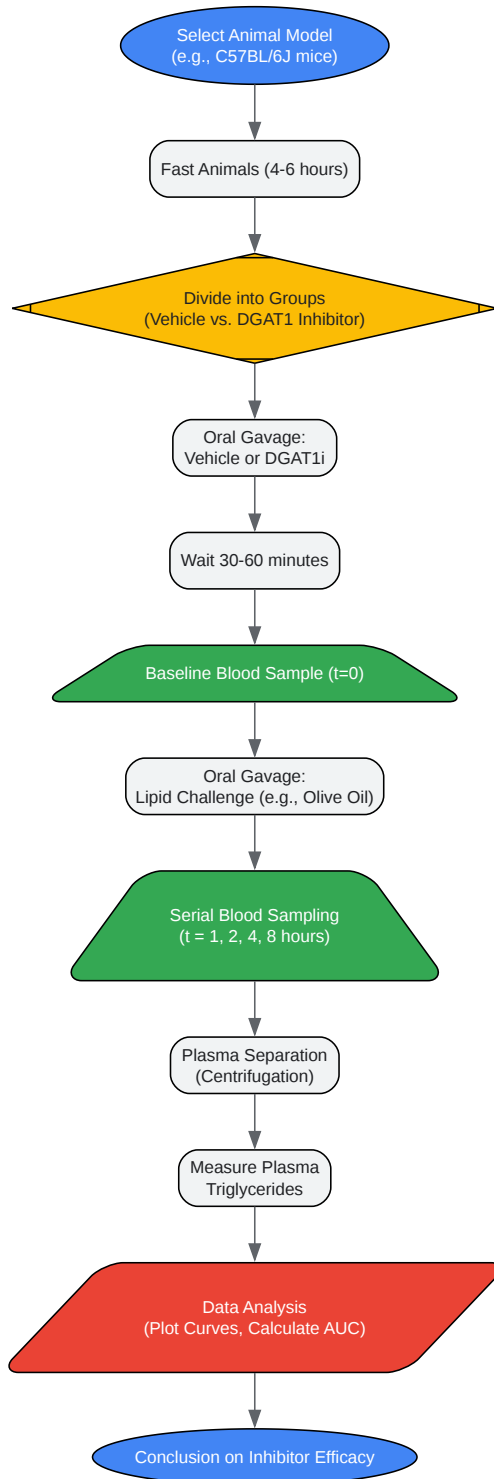 Select Animal Model
(e.g., C57BL/6J mice)
Fast Animals (4-6 hours)
Divide into Groups
(Vehicle vs. DGAT1 Inhibitor)
Oral Gavage:
Vehicle or DGAT1i
Wait 30-60 minutes
Baseline Blood Sample (t=0)
Oral Gavage:
Lipid Challenge (e.g., Olive Oil)
Serial Blood Sampling
(t = 1, 2, 4, 8 hours)
Plasma Separation
(Centrifugation)
Measure Plasma
Triglycerides
Data Analysis
(Plot Curves, Calculate AUC)
Conclusion on Inhibitor Efficacy